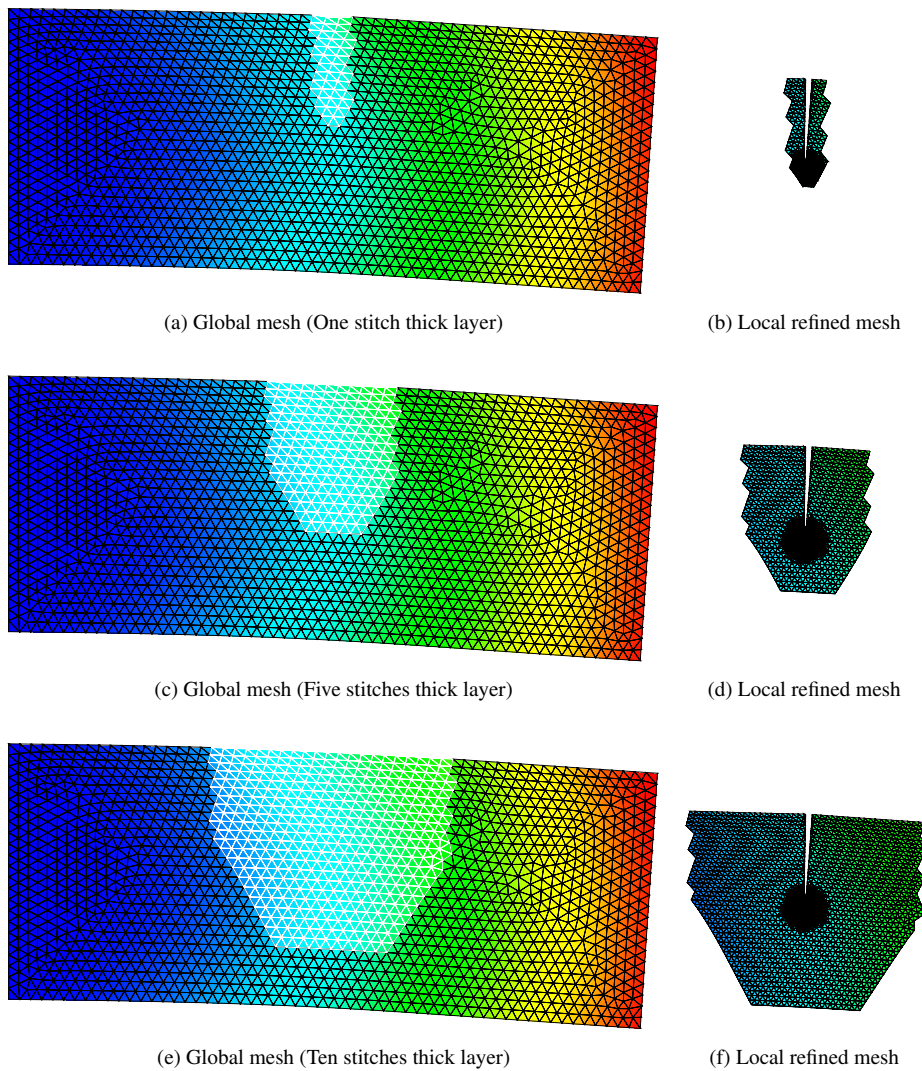 (a) Global mesh (One stitch thick layer)
(b) Local refined mesh
(c) Global mesh (Five stitches thick layer)
(d) Local refined mesh
(e) Global mesh (Ten stitches thick layer)
(f) Local refined mesh